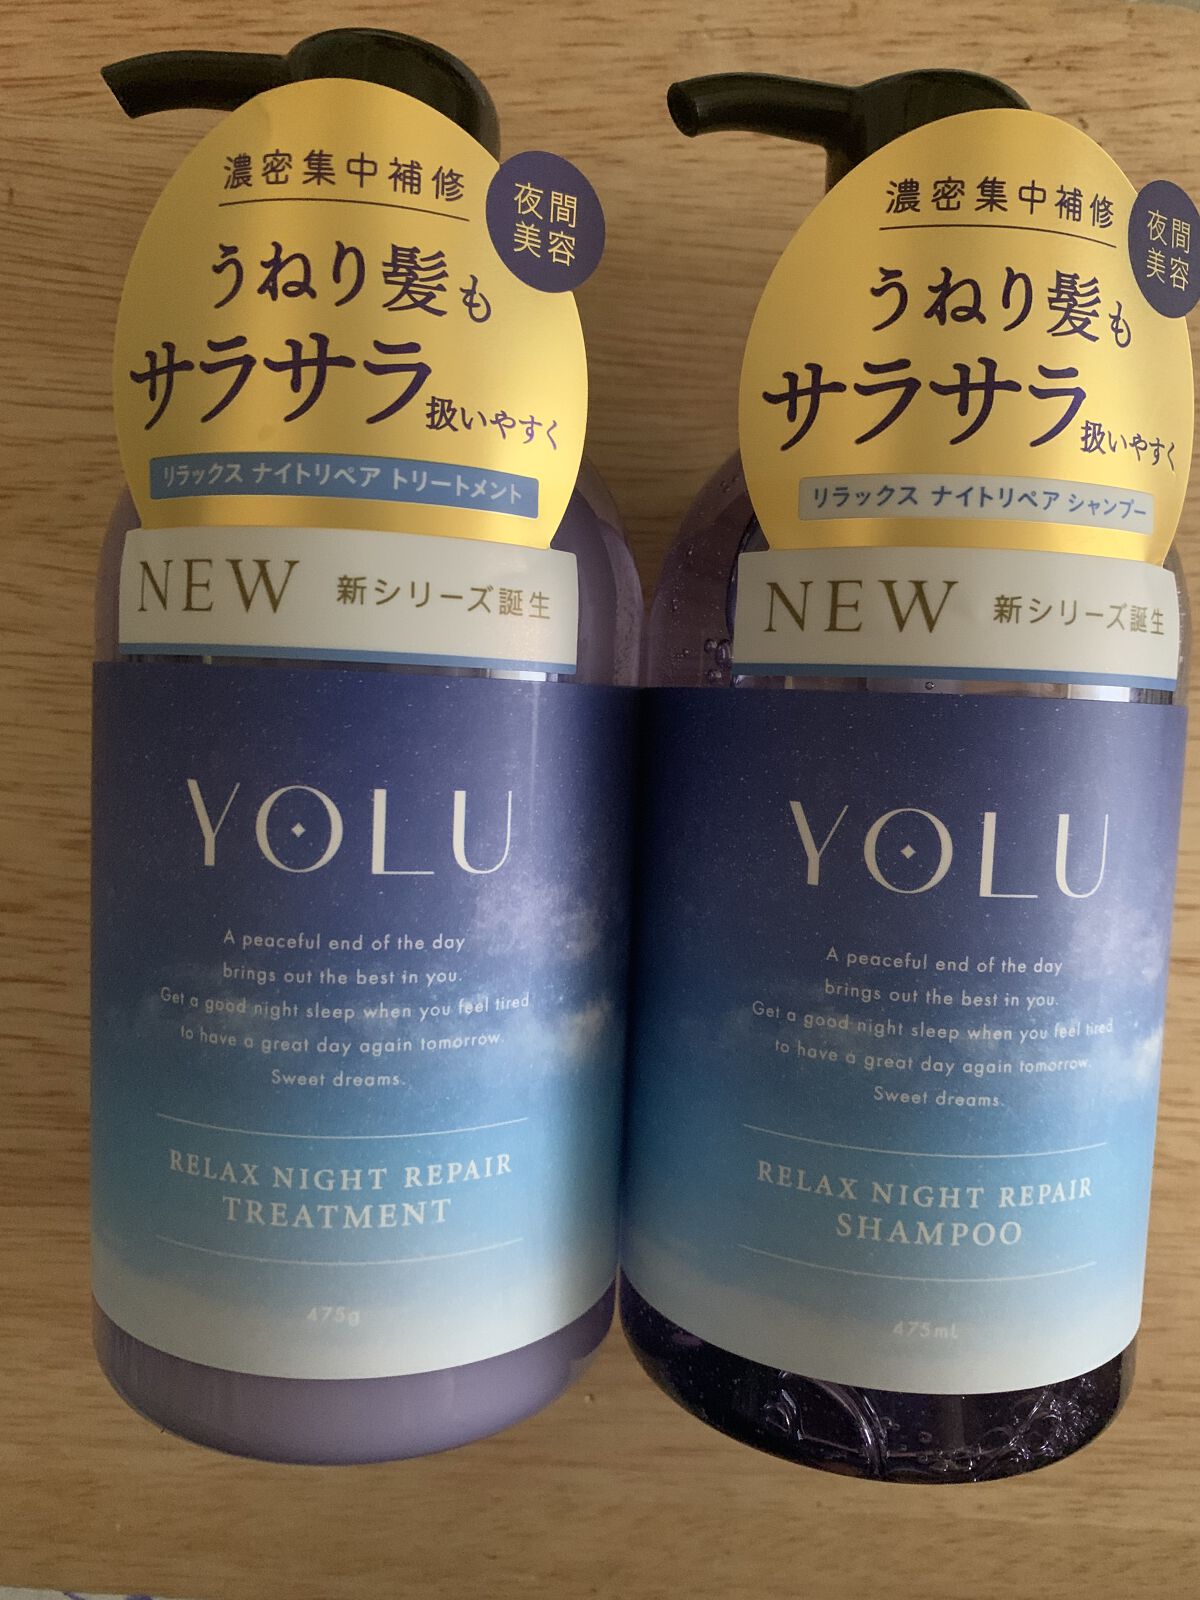 濃密集中補修
夜間
美容
うねり髪も
サラサラ扱いやすく
リラックス ナイトリペア トリートメント
NEW 新シリーズ誕生
YOLU
A peaceful end of the day
brings out the best in you.
Get a good night sleep when you feel tired
to have a great day again tomorrow.
Sweet dreams.
RELAX NIGHT REPAIR
TREATMENT
475g
濃密集中補修
夜間
美容
うねり髪も
サラサラ扱いやすく
リラックス ナイトリペア シャンプー
NEW 新シリーズ誕生
YOLU
A peaceful end of the day
brings out the best in you.
Get a good night sleep when you feel tired
to have a great day again tomorrow.
Sweet dreams.
RELAX NIGHT REPAIR
SHAMPOO
475mL